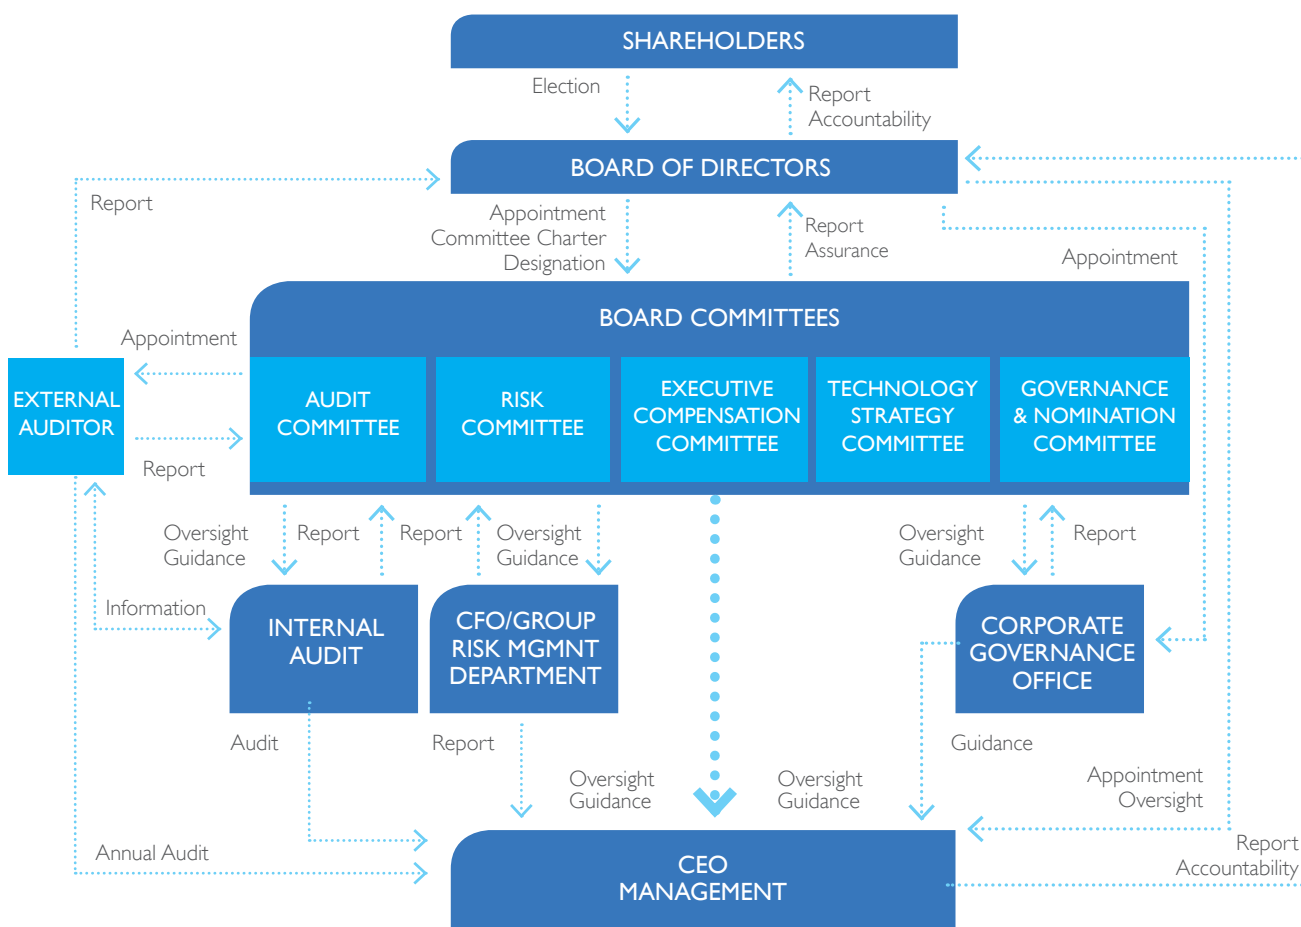 SHAREHOLDERS
Election
Report
Accountability
BOARD OF DIRECTORS
Report
Appointment
Committee Charter
Designation
Report
Assurance
Appointment
BOARD COMMITTEES
Appointment
EXTERNAL
AUDITOR
AUDIT
COMMITTEE
RISK
COMMITTEE
EXECUTIVE
COMPENSATION
COMMITTEE
TECHNOLOGY
STRATEGY
COMMITTEE
GOVERNANCE
& NOMINATION
COMMITTEE
Report
Oversight
Guidance
Report
Report
Oversight
Guidance
Oversight
Guidance
Report
Information
INTERNAL
AUDIT
CFO/GROUP
RISK MGMNT
DEPARTMENT
CORPORATE
GOVERNANCE
OFFICE
Audit
Report
Guidance
Oversight
Guidance
Oversight
Guidance
Appointment
Oversight
Annual Audit
Report
Accountability
CEO
MANAGEMENT